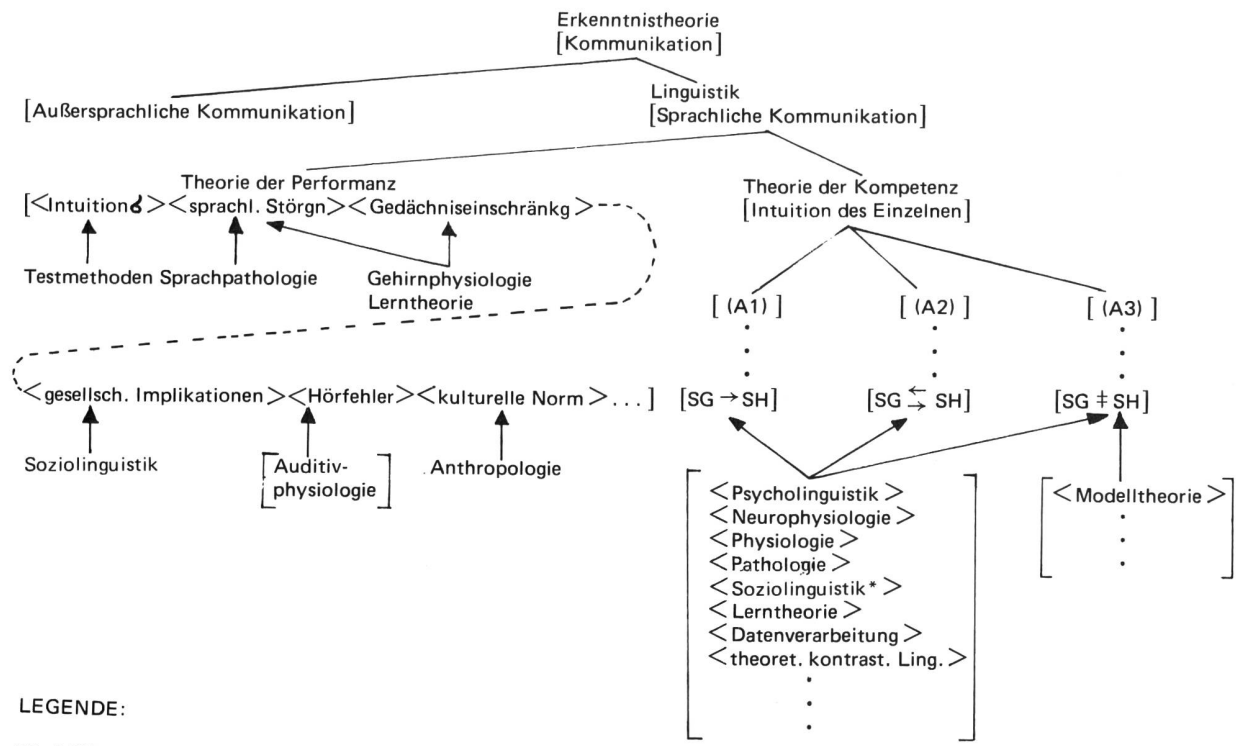 Erkenntnistheorie
[Kommunikation]
[Außersprachliche Kommunikation]
Linguistik
[Sprachliche Kommunikation]
Theorie der Performanz
[<Intuition> <sprachl. Störgn> <Gedächniseinschränkg>
Theorie der Kompetenz
[Intuition des Einzelnen]
Testmethoden Sprachpathologie
Gehirnphysiologie
Lerntheorie
[(A1)] [(A2)] [(A3)]
<gesellsch. Implikationen> <Hörfehler> <kulturelle Norm> ...]
[SG → SH] [SG ⇆ SH] [SG ‡ SH]
Soziolinguistik
[Auditiv-
physiologie]
Anthropologie
<Psycholinguistik>
<Neurophysiologie>
<Physiologie>
<Pathologie>
<Soziolinguistik*>
<Lerntheorie>
<Datenverarbeitung>
<theoret. kontrast. Ling.>
[<Modelltheorie>]
LEGENDE: